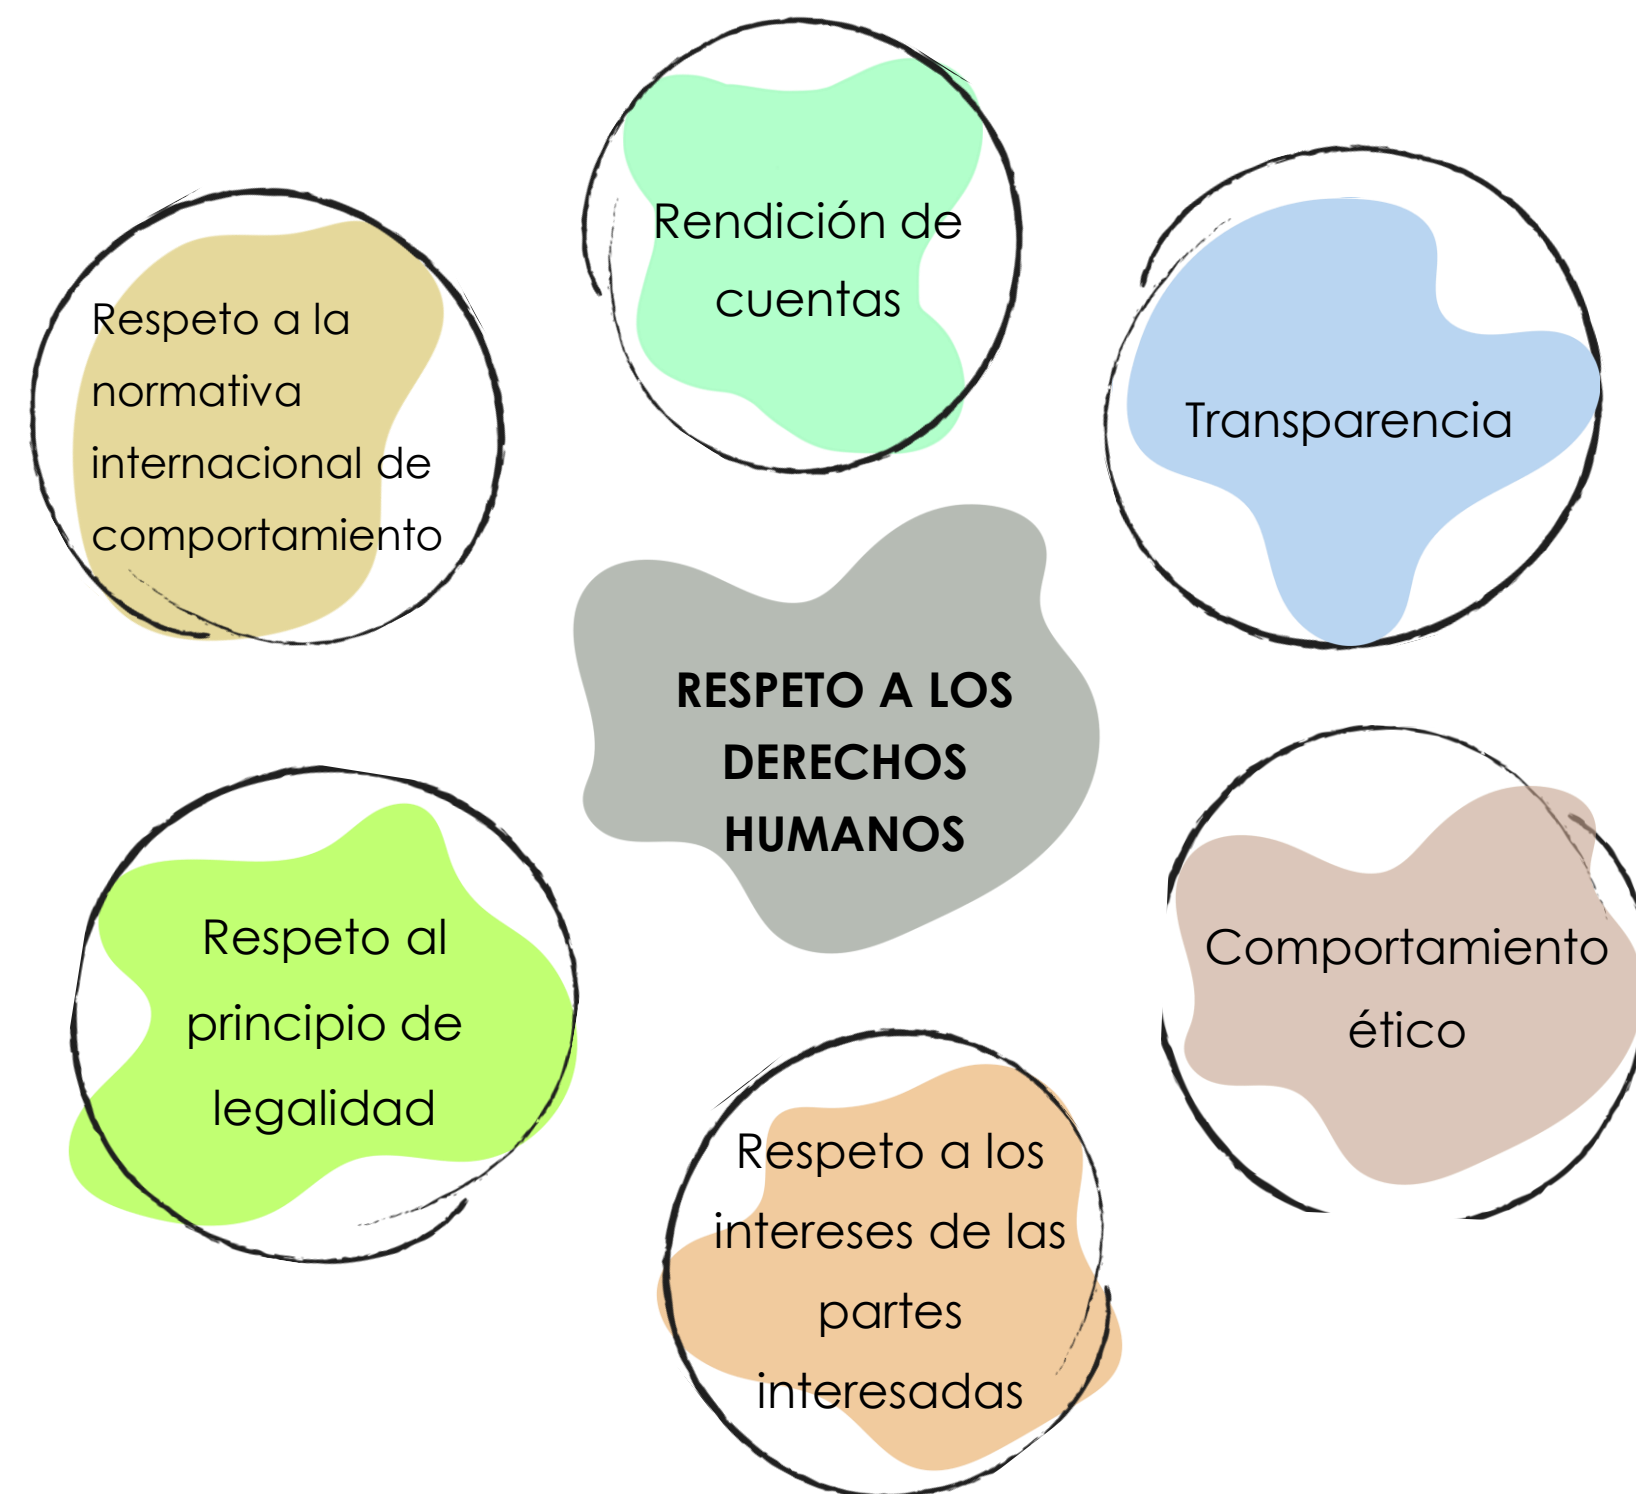 Rendición de
cuentas
Respeto a la
normativa
internacional de
comportamiento
Transparencia
RESPETO A LOS
DERECHOS
HUMANOS
Respeto al
principio de
legalidad
Comportamiento
ético
Respeto a los
intereses de las
partes
interesadas